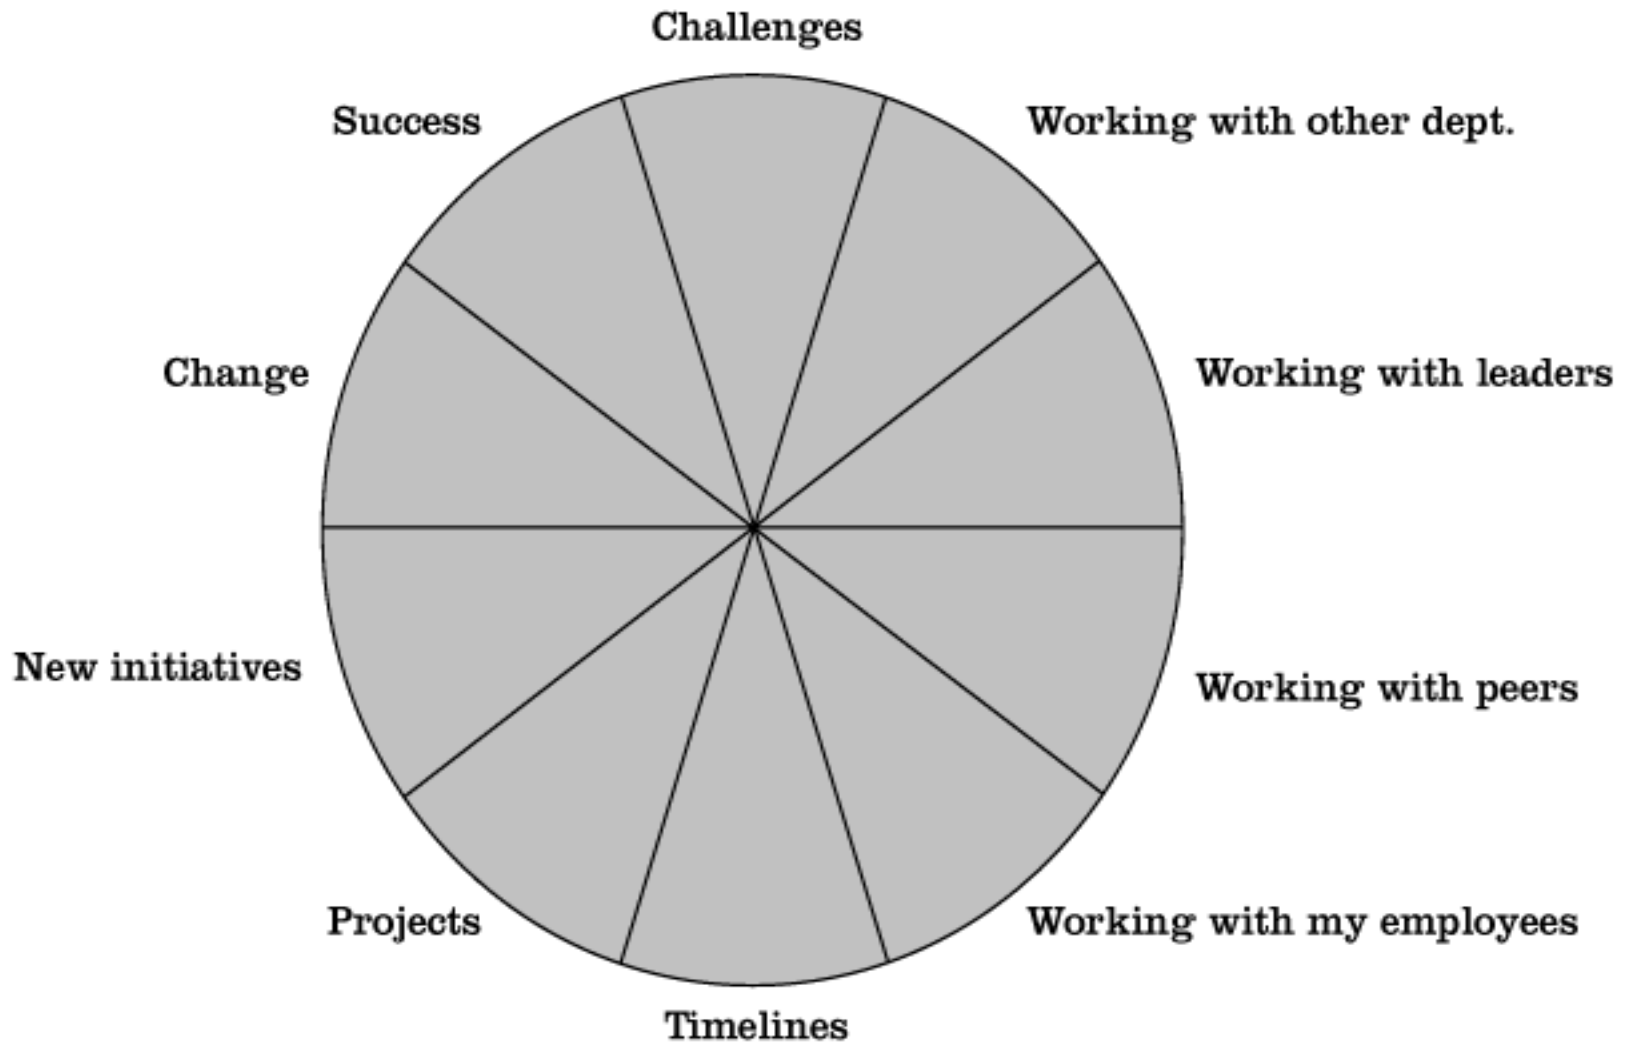 Challenges
Success
Working with other dept.
Change
Working with leaders
New initiatives
Working with peers
Projects
Working with my employees
Timelines